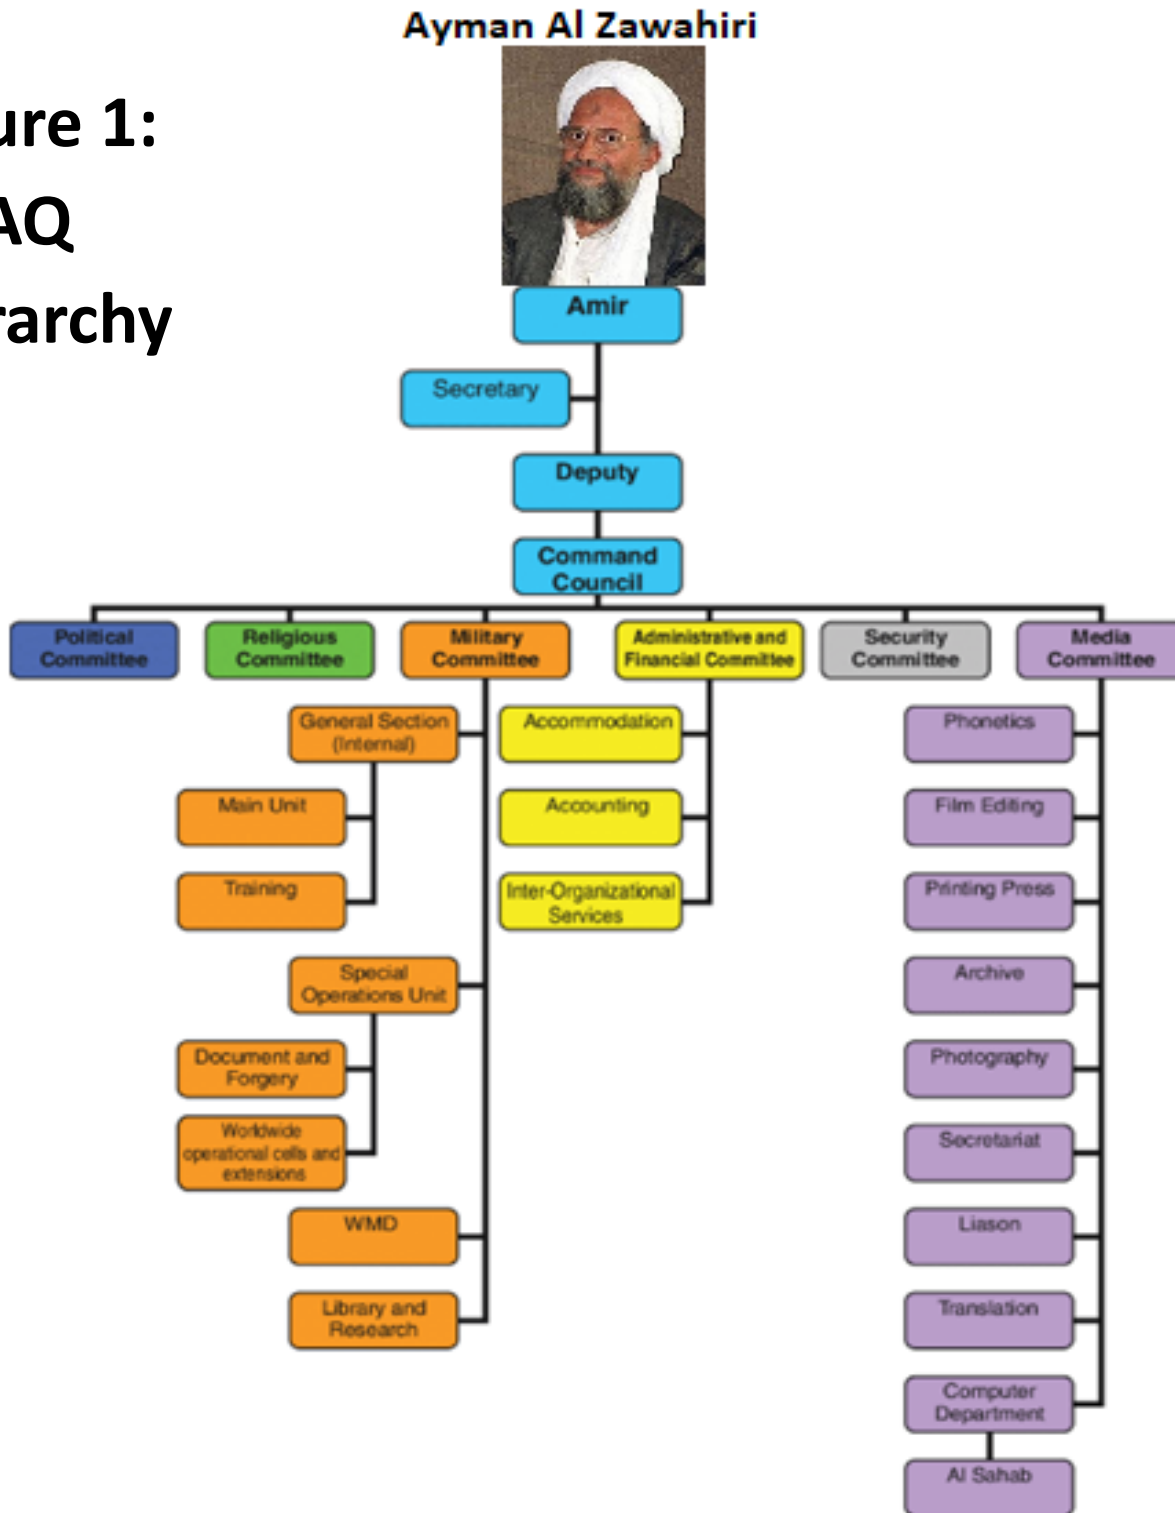 Ayman Al Zawahiri
ure 1:
AQ
rarchy
Amir
Secretary
Deputy
Command
Council
Political
Committee
Religious
Committee
Military
Committee
Administrative and
Financial Committee
Security
Committee
Media
Committee
General Section
(Internal)
Main Unit
Training
Special
Operations Unit
Document and
Forgery
Worldwide
operational cells and
extensions
WMD
Library and
Research
Accommodation
Accounting
Inter-Organizational
Services
Phonetics
Film Editing
Printing Press
Archive
Photography
Secretariat
Liason
Translation
Computer
Department
Al Sahab